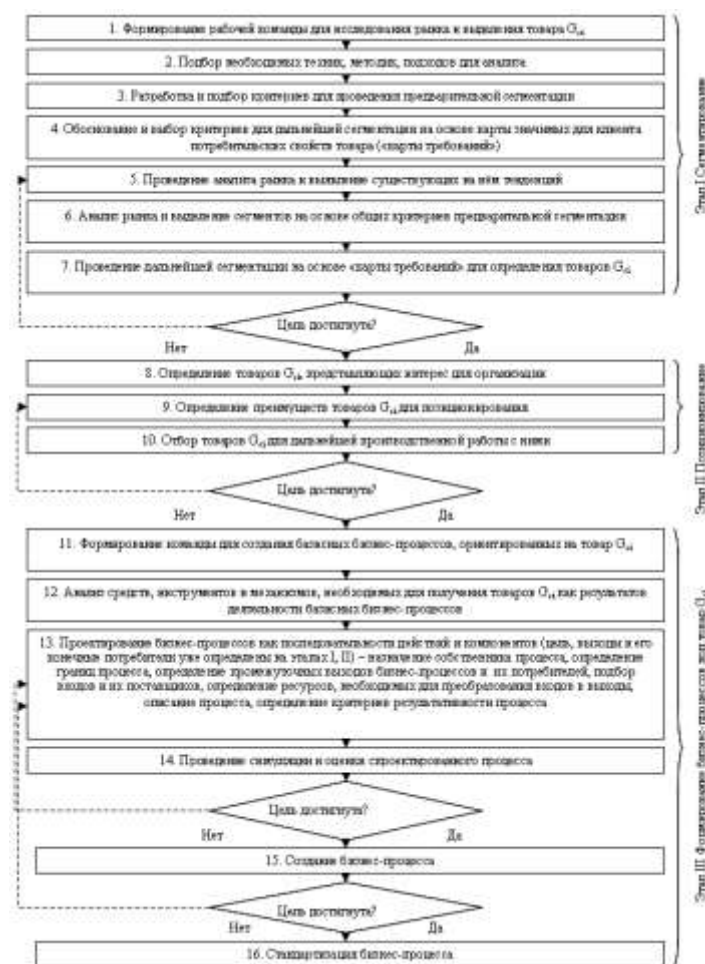 1. Формирование рабочей команды для исследования рынка и выделения товара G
2. Подбор необходимых техник, методик, подходов для анализа
3. Разработка и подбор критериев для проведения предварительной сегментации
4. Обоснование и выбор критериев для дальнейшей сегментации на основе карты значимых для клиента
потребительских свойств товара («карты требований»)
5. Проведение анализа рынка и выявление существующих на нём тенденций
6. Анализ рынка и выделение сегментов на основе общих критериев предварительной сегментации
7. Проведение дальнейшей сегментации на основе «карты требований» для определения товаров G
Цель достигнута?
Нет
Да
Этап I Сегментирование
8. Определение товаров G представляющих интерес для организации
9. Определение преимуществ товаров G для позиционирования
10. Отбор товаров G для дальнейшей производственной работы с ними
Цель достигнута?
Нет
Да
Этап II Позиционирование
11. Формирование команды для создания базисных бизнес-процессов, ориентированных на товар G
12. Анализ средств, инструментов и механизмов, необходимых для получения товаров G как результатов
деятельности базисных бизнес-процессов
13. Проектирование бизнес-процессов как последовательности действий и компонентов (цель, выходы и его
конечные потребители уже определены на этапах I, II) – назначение собственника процесса, определение
границ процесса, определение промежуточных выходов бизнес-процессов и их потребителей, подбор
входов и их поставщиков, определение ресурсов, необходимых для преобразования входов в выходы,
описание процесса, определение критериев результативности процесса
14. Проведение симуляции и оценки спроектированного процесса
Цель достигнута?
Нет
Да
15. Создание бизнес-процесса
Цель достигнута?
Нет
Да
16. Стандартизация бизнес-процесса
Этап III Формирование бизнес-процессов под товар G